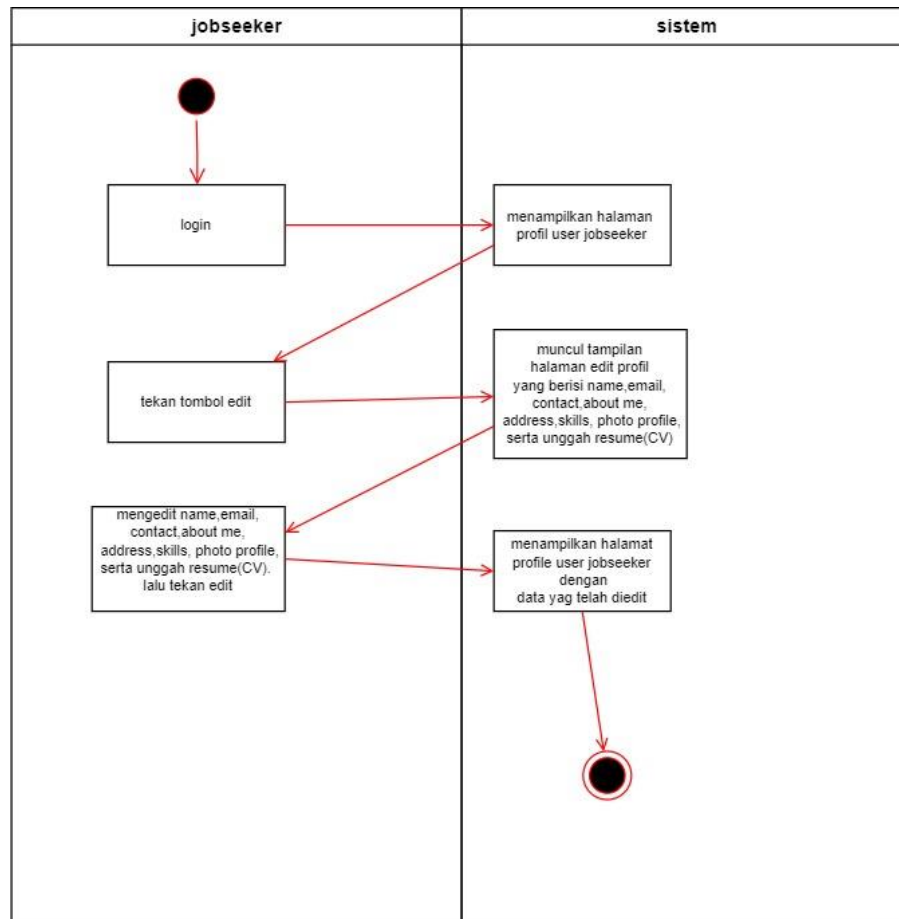 jobseeker
sistem
login
menampilkan halaman
profil user jobseeker
tekan tombol edit
muncul tampilan
halaman edit profil
yang berisi name,email,
contact,about me,
address,skills, photo profile,
serta unggah resume(CV)
mengedit name,email,
contact,about me,
address,skills, photo profile,
serta unggah resume(CV).
lalu tekan edit
menampilkan halamat
profile user jobseeker
dengan
data yag telah diedit